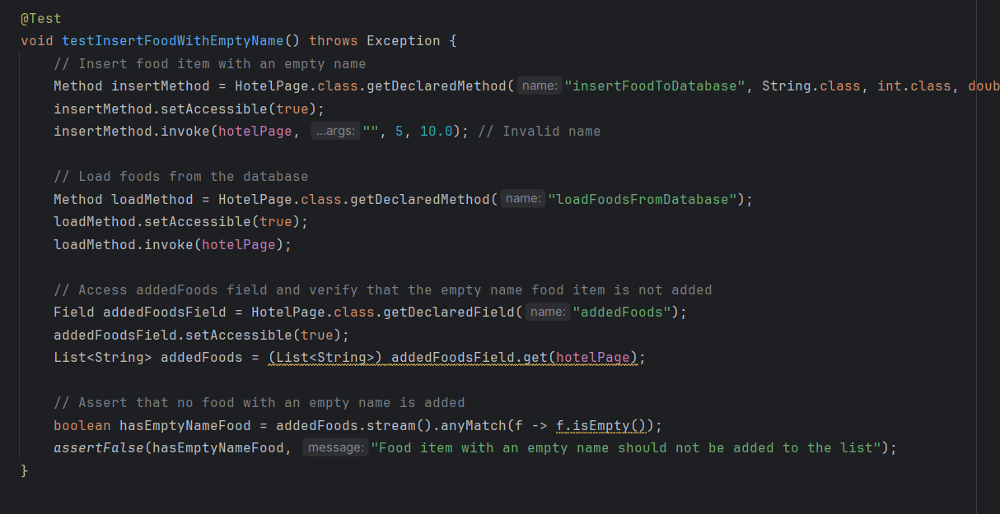 @Test
void testInsertFoodWithEmptyName() throws Exception {
    // Insert food item with an empty name
    Method insertMethod = HotelPage.class.getDeclaredMethod( name: "insertFoodToDatabase", String.class, int.class, doub
    insertMethod.setAccessible(true);
    insertMethod.invoke(hotelPage, ...args: "", 5, 10.0); // Invalid name
    // Load foods from the database
    Method loadMethod = HotelPage.class.getDeclaredMethod( name: "loadFoodsFromDatabase");
    loadMethod.setAccessible(true);
    loadMethod.invoke(hotelPage);
    // Access addedFoods field and verify that the empty name food item is not added
    Field addedFoodsField = HotelPage.class.getDeclaredField( name: "addedFoods");
    addedFoodsField.setAccessible(true);
    List<String> addedFoods = (List<String>) addedFoodsField.get(hotelPage);
    // Assert that no food with an empty name is added
    boolean hasEmptyNameFood = addedFoods.stream().anyMatch(f -> f.isEmpty());
    assertFalse(hasEmptyNameFood, message: "Food item with an empty name should not be added to the list");
}